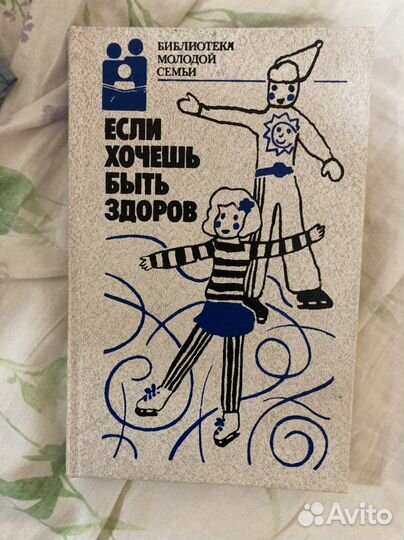 БИБЛИОТЕКА
МОЛОДОЙ
СЕМЬИ
ЕСЛИ
ХОЧЕШЬ
БЫТЬ
ЗДОРОВ
Avito